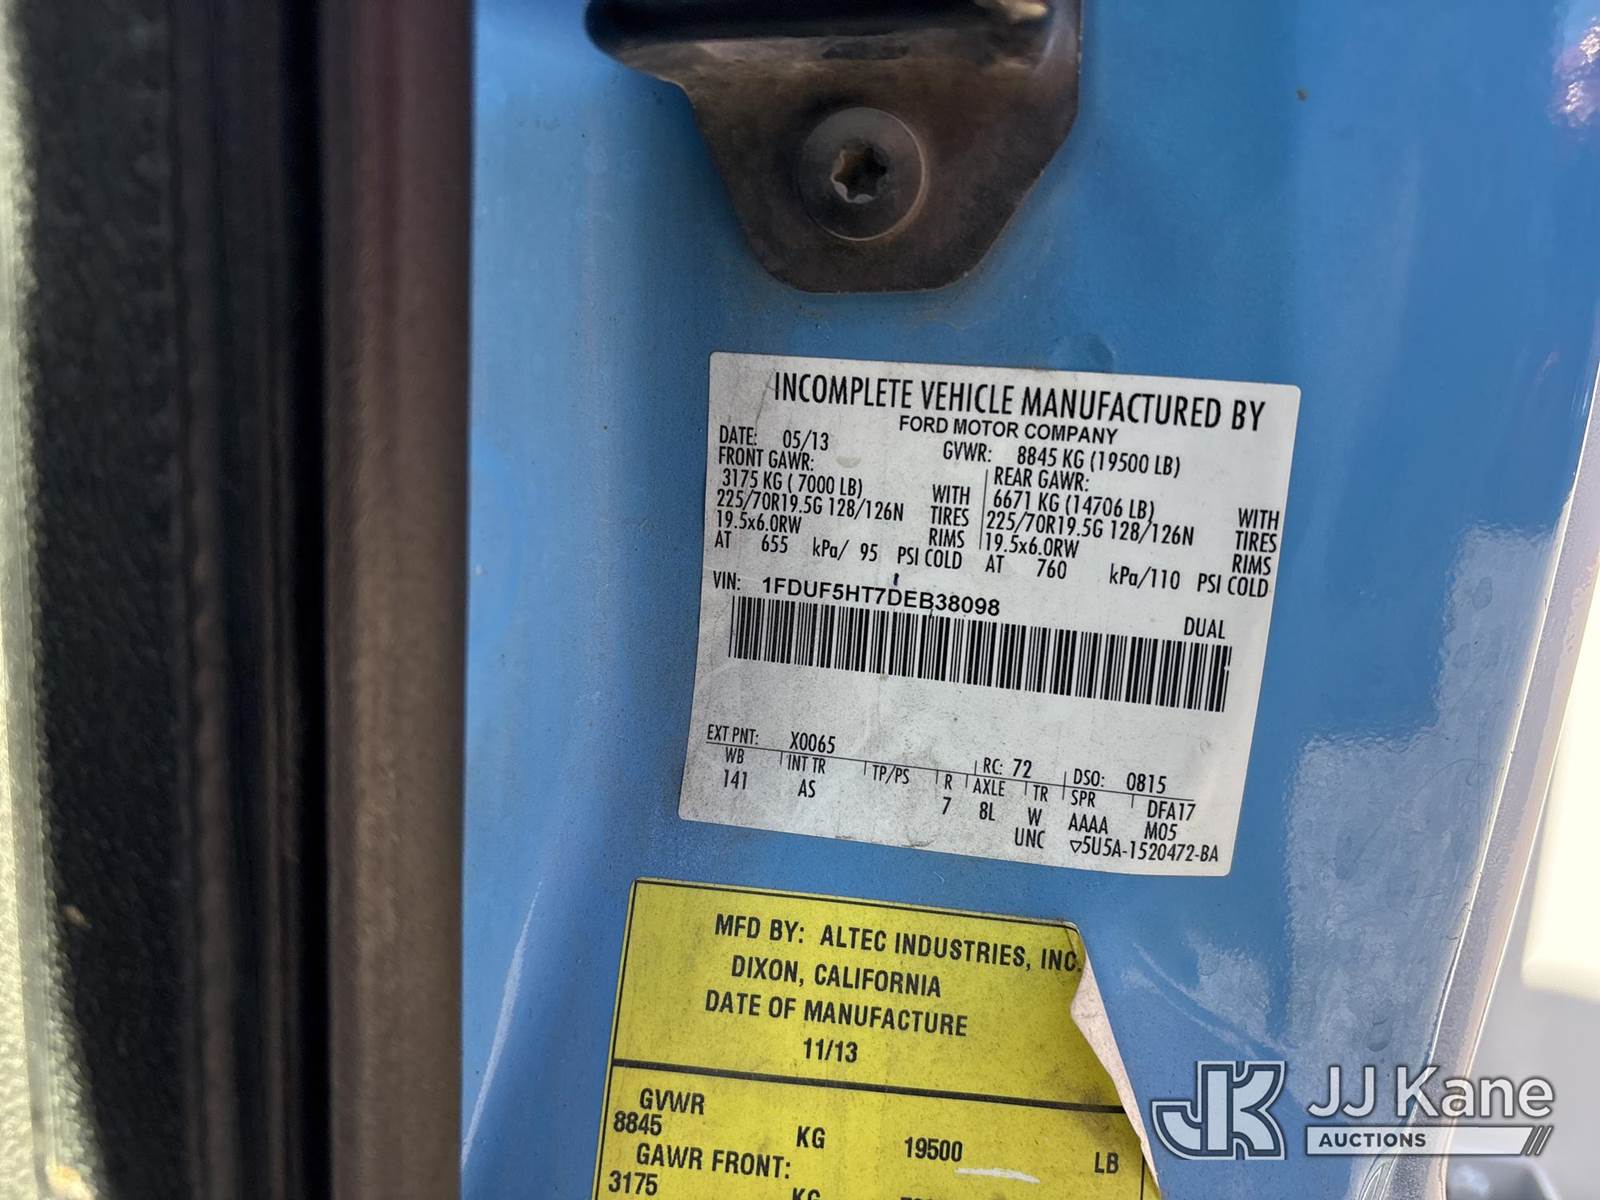 INCOMPLETE VEHICLE MANUFACTURED BY
FORD MOTOR COMPANY
DATE: 05/13 GVWR: 8845 KG (19500 LB)
FRONT GAWR: REAR GAWR:
3175 KG ( 7000 LB) WITH 6671 KG (14706 LB) WITH
225/70R19.5G 128/126N TIRES 225/70R19.5G 128/126N TIRES
19.5x6.0RW RIMS 19.5x6.0RW RIMS
AT 655 kPa/ 95 PSI COLD AT 760 kPa/110 PSI COLD
VIN: 1FDUF5HT7DEB38098
DUAL
EXT PNT: X0065 RC: 72 DSO: 0815
WB INT TR TP/PS R AXLE TR SPR DFA17
141 AS 7 8L W AAAA M05
UNC ▽5U5A-1520472-BA
MFD BY: ALTEC INDUSTRIES, INC.
DIXON, CALIFORNIA
DATE OF MANUFACTURE
11/13
GVWR
8845 KG 19500 LB
GAWR FRONT:
3175 KG
JK JJ Kane
AUCTIONS